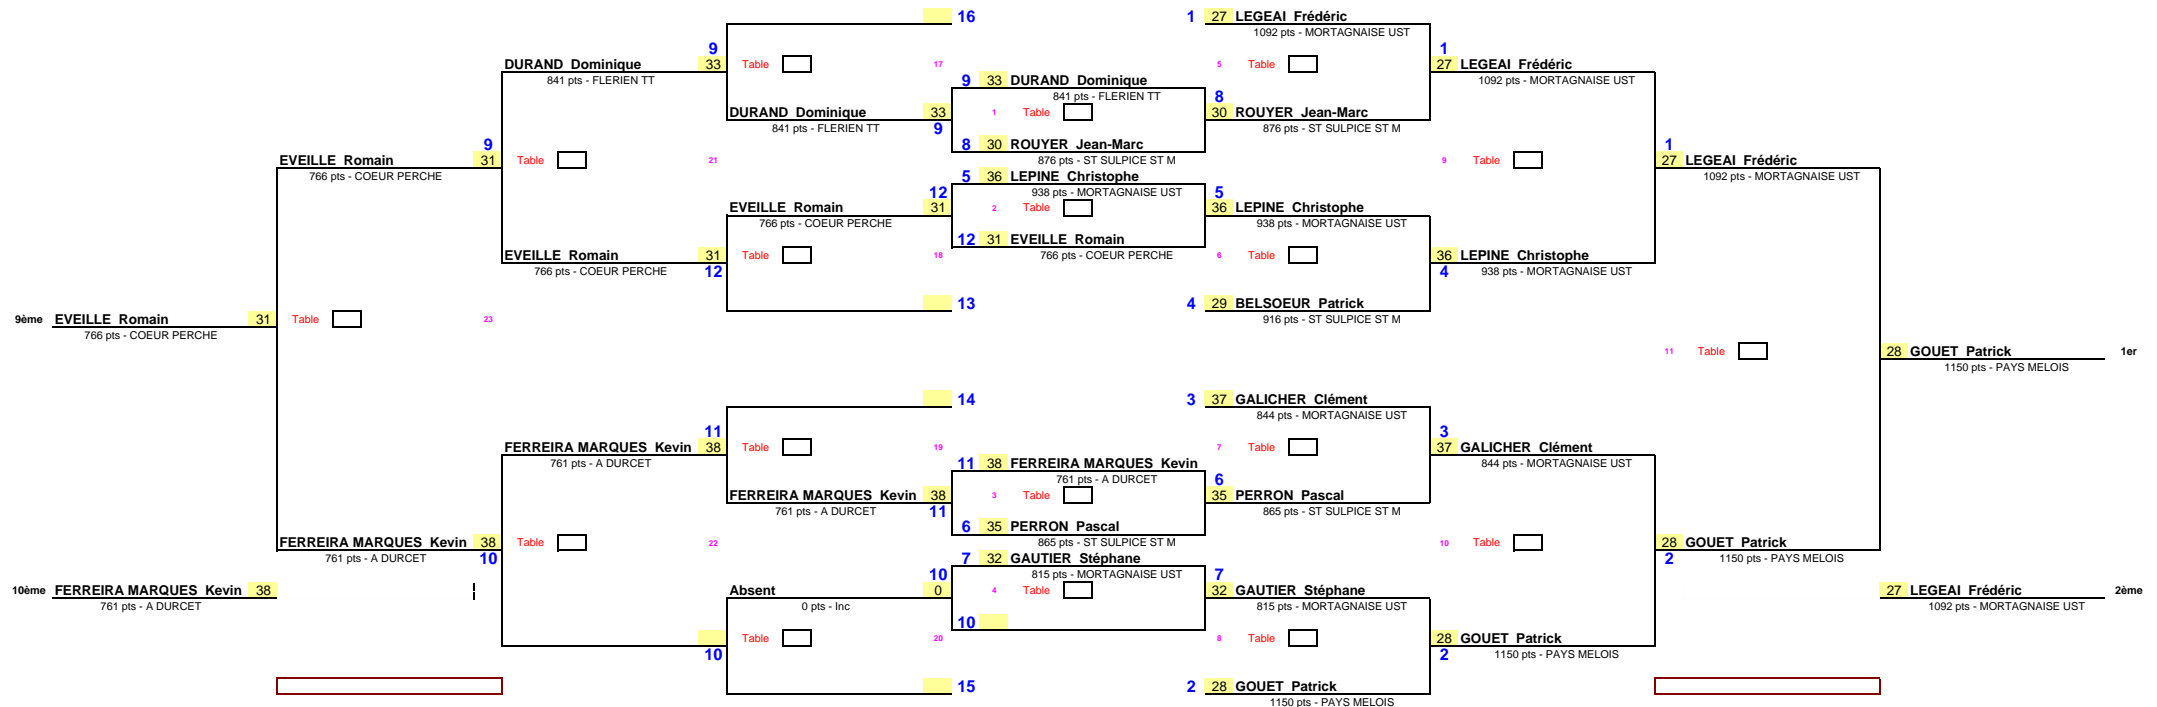 16 1 27 LEGEAI Frédéric
1092 pts - MORTAGNAISE UST
9 1
DURAND Dominique 33 Table 17 5 Table 27 LEGEAI Frédéric
841 pts - FLERIEN TT 9 33 DURAND Dominique 1092 pts - MORTAGNAISE UST
841 pts - FLERIEN TT 8
DURAND Dominique 33 1 Table 30 ROUYER Jean-Marc
841 pts - FLERIEN TT 9 876 pts - ST SULPICE ST M
9 8 30 ROUYER Jean-Marc 1
EVEILLE Romain 31 Table 21 876 pts - ST SULPICE ST M 9 Table 27 LEGEAI Frédéric
766 pts - COEUR PERCHE 5 36 LEPINE Christophe 1092 pts - MORTAGNAISE UST
12 938 pts - MORTAGNAISE UST 5
EVEILLE Romain 31 2 Table 36 LEPINE Christophe
766 pts - COEUR PERCHE 938 pts - MORTAGNAISE UST
12 31 EVEILLE Romain
EVEILLE Romain 31 Table 18 766 pts - COEUR PERCHE 6 Table 36 LEPINE Christophe
766 pts - COEUR PERCHE 12 4 938 pts - MORTAGNAISE UST
13 4 29 BELSOEUR Patrick
9ème EVEILLE Romain 31 Table 23 916 pts - ST SULPICE ST M
766 pts - COEUR PERCHE
11 Table 28 GOUET Patrick 1er
1150 pts - PAYS MELOIS
14 3 37 GALICHER Clément
844 pts - MORTAGNAISE UST
11 3
FERREIRA MARQUES Kevin 38 Table 19 7 Table 37 GALICHER Clément
761 pts - A DURCET 11 38 FERREIRA MARQUES Kevin 844 pts - MORTAGNAISE UST
761 pts - A DURCET 6
FERREIRA MARQUES Kevin 38 3 Table 35 PERRON Pascal
761 pts - A DURCET 11 865 pts - ST SULPICE ST M
6 35 PERRON Pascal
FERREIRA MARQUES Kevin 38 Table 22 865 pts - ST SULPICE ST M 10 Table 28 GOUET Patrick
761 pts - A DURCET 10 7 32 GAUTIER Stéphane 2 1150 pts - PAYS MELOIS
10 815 pts - MORTAGNAISE UST 7
10ème FERREIRA MARQUES Kevin 38 Absent 0 4 Table 32 GAUTIER Stéphane 27 LEGEAI Frédéric 2ème
761 pts - A DURCET 0 pts - Inc 815 pts - MORTAGNAISE UST 1092 pts - MORTAGNAISE UST
10
Table 20 8 Table 28 GOUET Patrick
10 2 1150 pts - PAYS MELOIS
15 2 28 GOUET Patrick
1150 pts - PAYS MELOIS